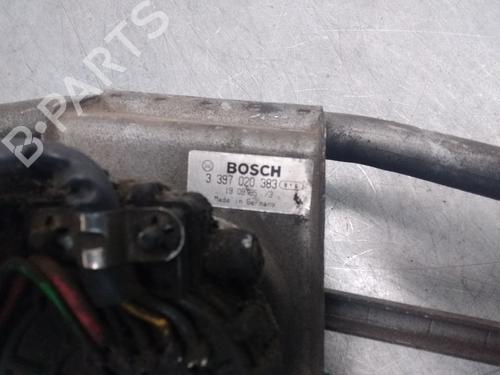 B-PARTS
BOSCH
3 397 020 383
Made in Germany